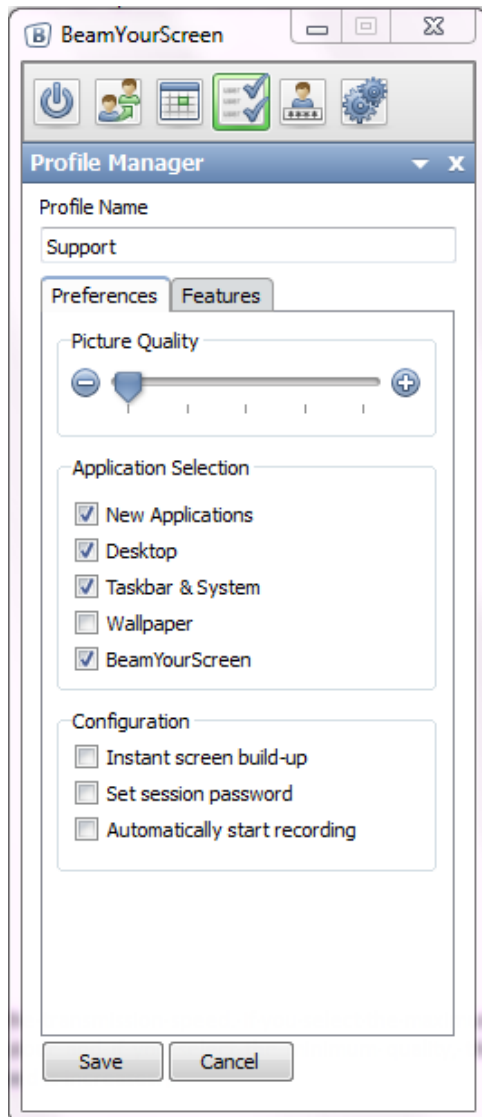 BeamYourScreen
Profile Manager
Profile Name
Support
Preferences Features
Picture Quality
Application Selection
New Applications
Desktop
Taskbar & System
Wallpaper
BeamYourScreen
Configuration
Instant screen build-up
Set session password
Automatically start recording
Save Cancel